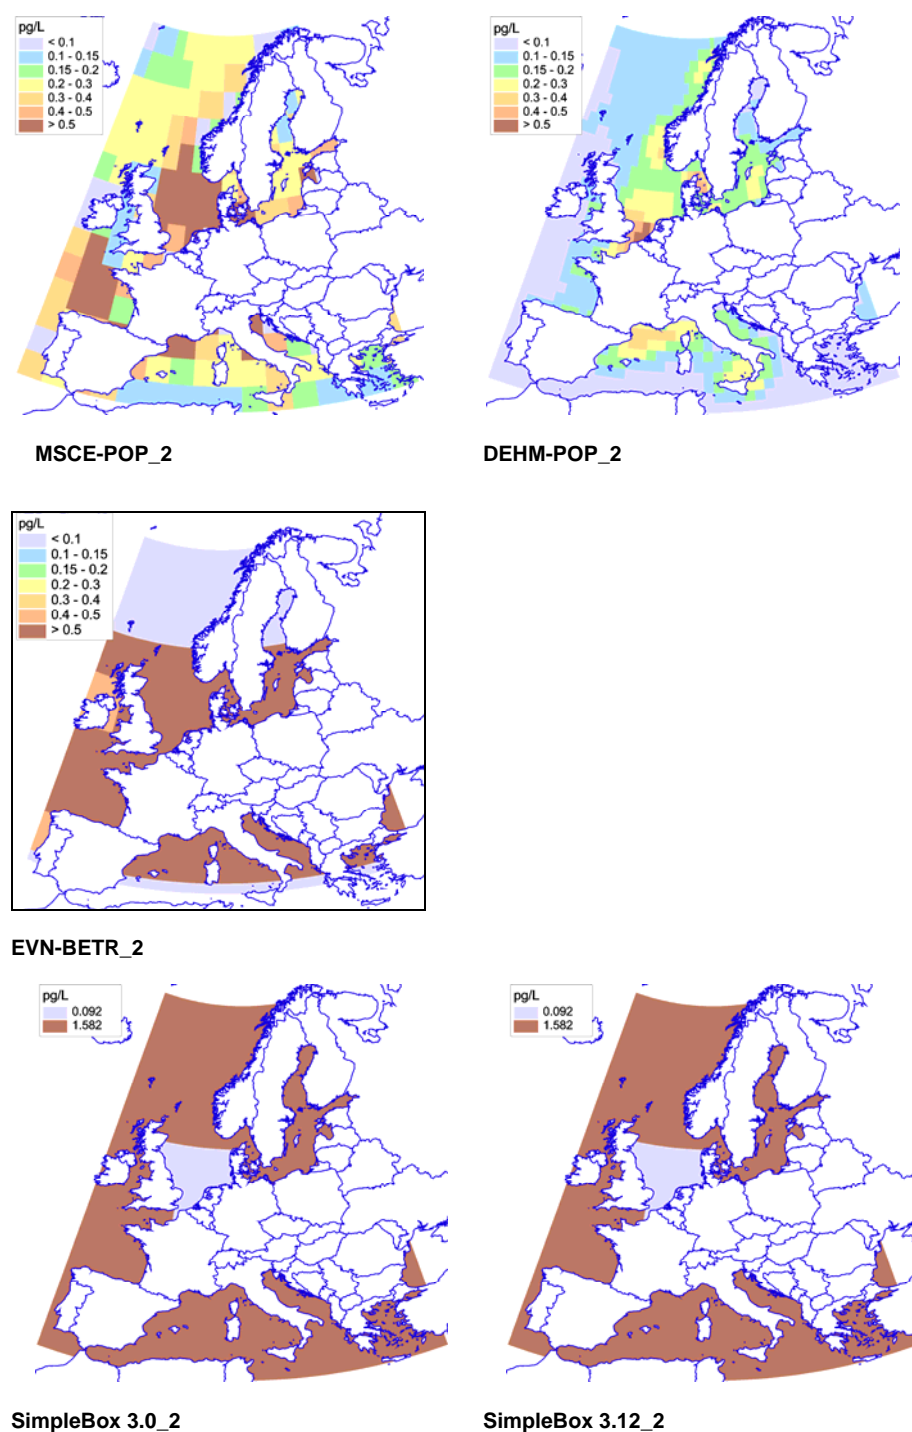 pg/L
< 0.1
0.1 - 0.15
0.15 - 0.2
0.2 - 0.3
0.3 - 0.4
0.4 - 0.5
> 0.5
MSCE-POP_2
pg/L
< 0.1
0.1 - 0.15
0.15 - 0.2
0.2 - 0.3
0.3 - 0.4
0.4 - 0.5
> 0.5
DEHM-POP_2
pg/L
< 0.1
0.1 - 0.15
0.15 - 0.2
0.2 - 0.3
0.3 - 0.4
0.4 - 0.5
> 0.5
EVN-BETR_2
pg/L
0.092
1.582
SimpleBox 3.0_2
pg/L
0.092
1.582
SimpleBox 3.12_2